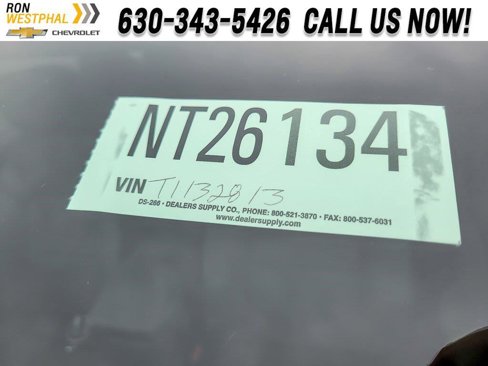 RON
WESTPHAL
CHEVROLET
630-343-5426 CALL US NOW!
NT26134
VIN T1132813
DS-266 • DEALERS SUPPLY CO., PHONE: 800-521-3870 • FAX: 800-537-6031
www.dealersupply.com